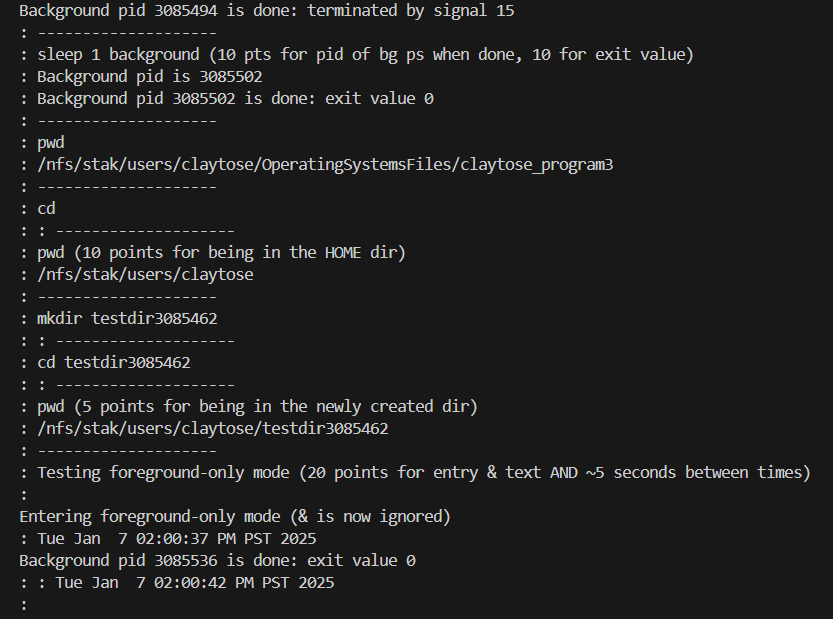 Background pid 3085494 is done: terminated by signal 15
: --------------------
: sleep 1 background (10 pts for pid of bg ps when done, 10 for exit value)
: Background pid is 3085502
: Background pid 3085502 is done: exit value 0
: --------------------
: pwd
: /nfs/stak/users/claytose/OperatingSystemsFiles/claytose_program3
: --------------------
: cd
: : --------------------
: pwd (10 points for being in the HOME dir)
: /nfs/stak/users/claytose
: --------------------
: mkdir testdir3085462
: : --------------------
: cd testdir3085462
: : --------------------
: pwd (5 points for being in the newly created dir)
: /nfs/stak/users/claytose/testdir3085462
: --------------------
: Testing foreground-only mode (20 points for entry & text AND ~5 seconds between times)
:
Entering foreground-only mode (& is now ignored)
: Tue Jan  7 02:00:37 PM PST 2025
Background pid 3085536 is done: exit value 0
: : Tue Jan  7 02:00:42 PM PST 2025
: